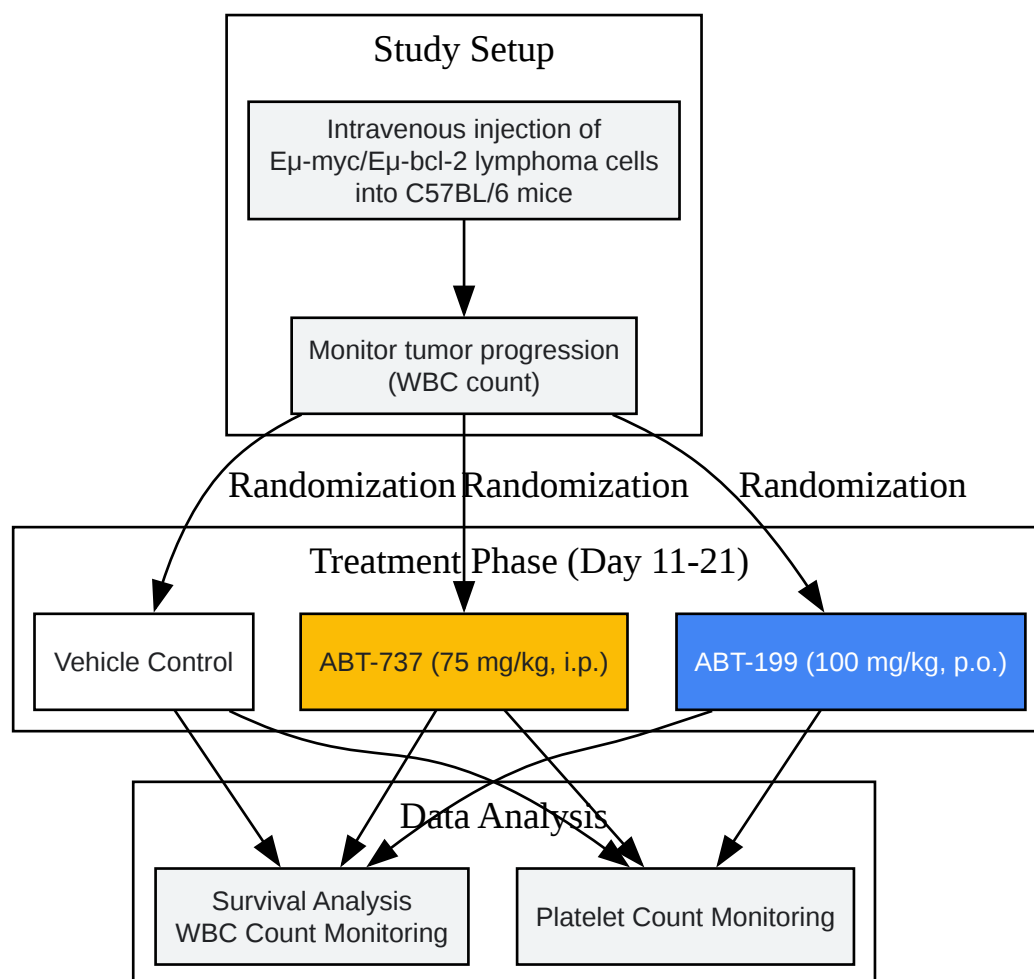 Study Setup
Intravenous injection of
Eμ-myc/Eμ-bcl-2 lymphoma cells
into C57BL/6 mice
Monitor tumor progression
(WBC count)
Randomization
Randomization
Randomization
Treatment Phase (Day 11-21)
Vehicle Control
ABT-737 (75 mg/kg, i.p.)
ABT-199 (100 mg/kg, p.o.)
Data Analysis
Survival Analysis
WBC Count Monitoring
Platelet Count Monitoring